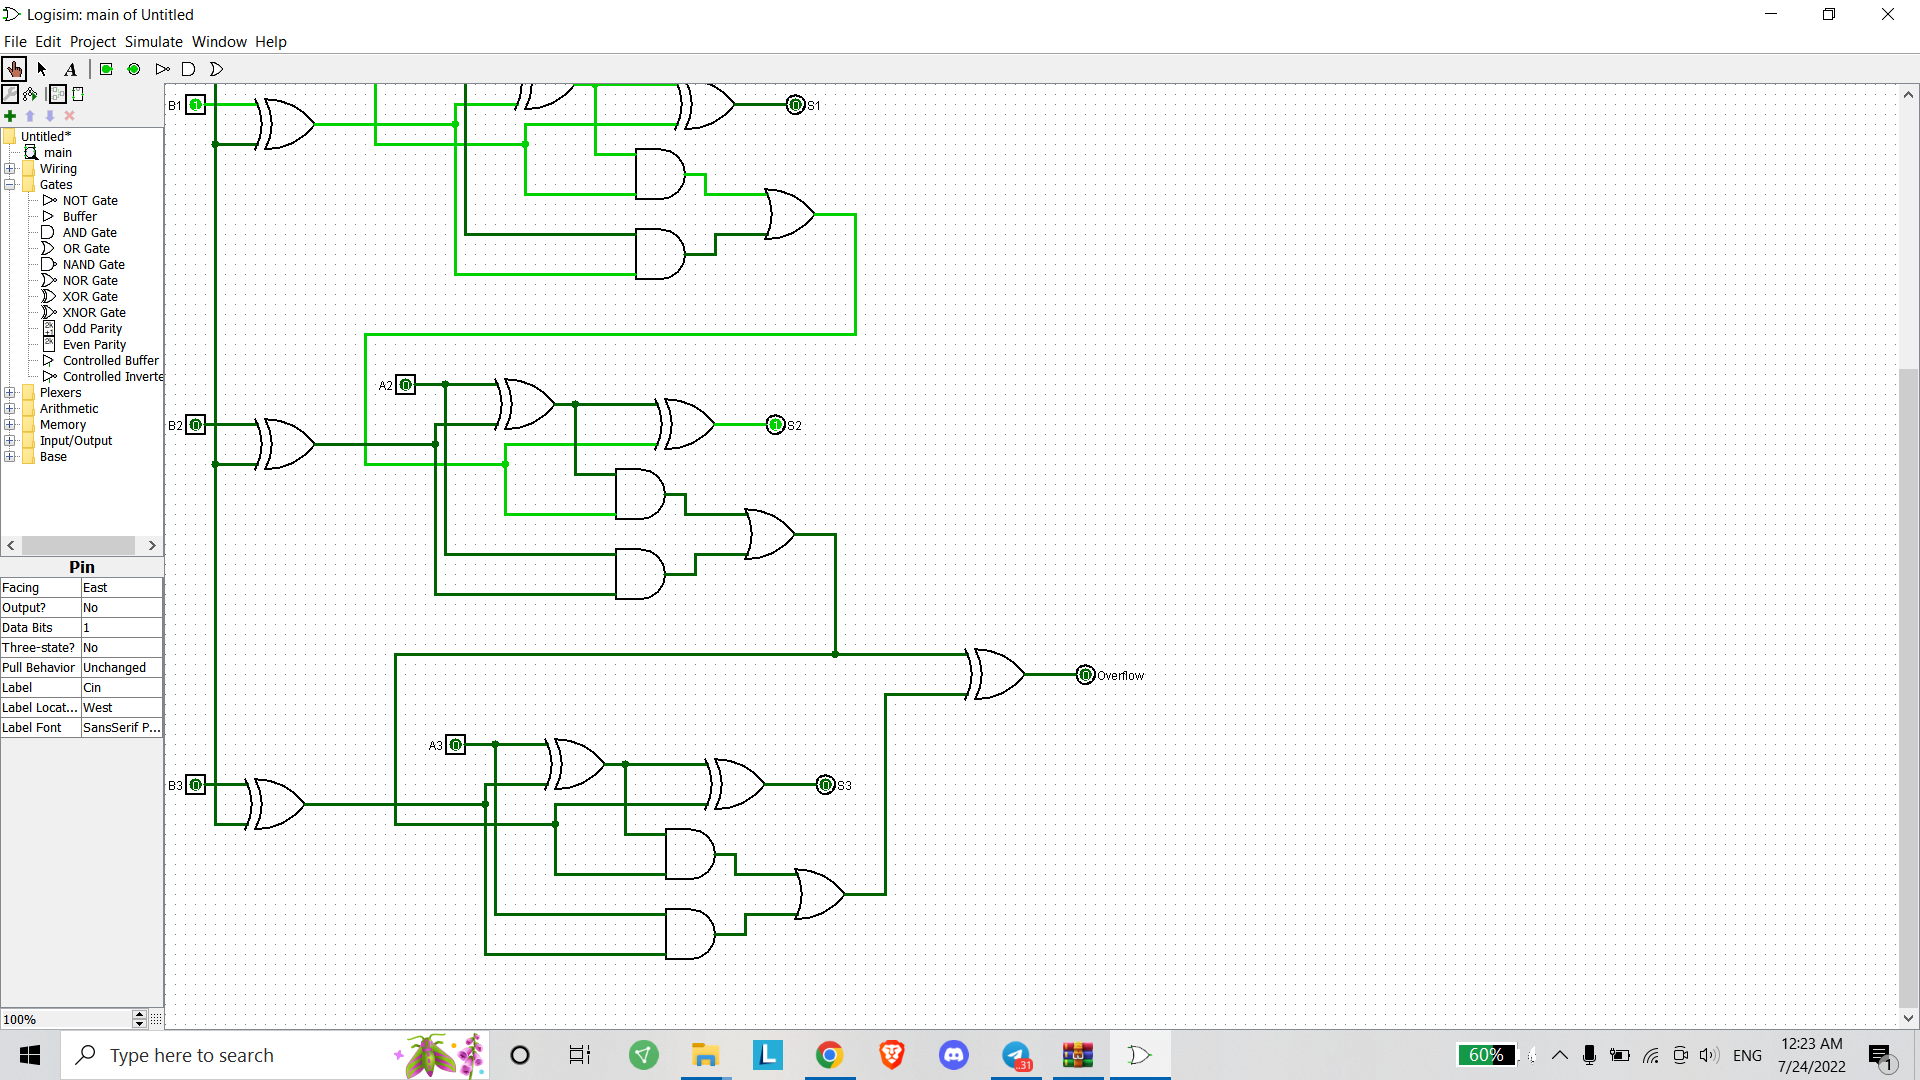 Logisim: main of Untitled
File Edit Project Simulate Window Help
A
B1 1
0 S1
Untitled*
main
Wiring
Gates
NOT Gate
Buffer
AND Gate
OR Gate
NAND Gate
NOR Gate
XOR Gate
XNOR Gate
Odd Parity
Even Parity
Controlled Buffer
Controlled Inverte
Plexers
Arithmetic
Memory
Input/Output
Base
A2 0
B2 0
1 S2
Pin
Facing East
Output? No
Data Bits 1
Three-state? No
Pull Behavior Unchanged
Label Cin
Label Locat... West
Label Font SansSerif P...
0 Overflow
A3 0
B3 0
0 S3
100%
Type here to search
L
31
60%
ENG
12:23 AM
7/24/2022
1